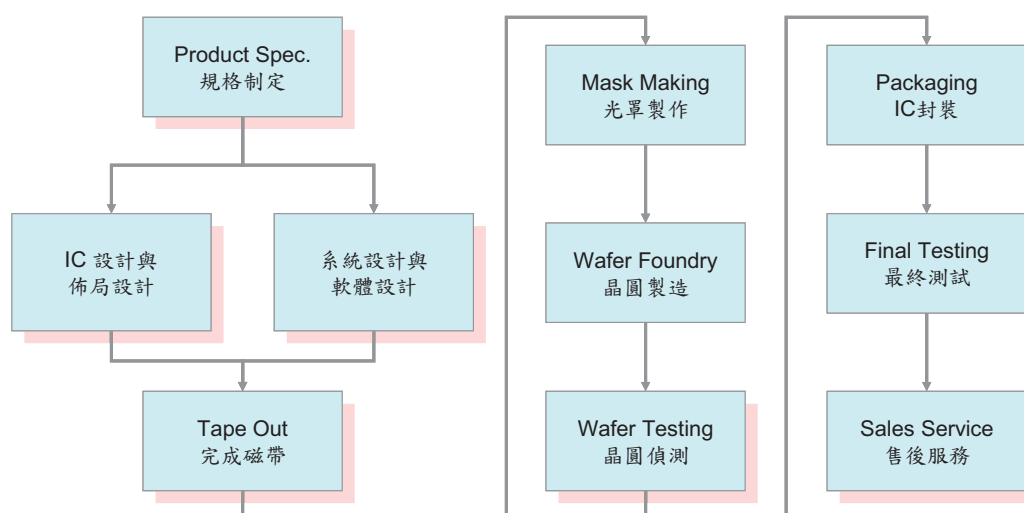 Product Spec.
規格制定
IC 設計與
佈局設計
系統設計與
軟體設計
Tape Out
完成磁帶
Mask Making
光罩製作
Wafer Foundry
晶圓製造
Wafer Testing
晶圓偵測
Packaging
IC封裝
Final Testing
最終測試
Sales Service
售後服務